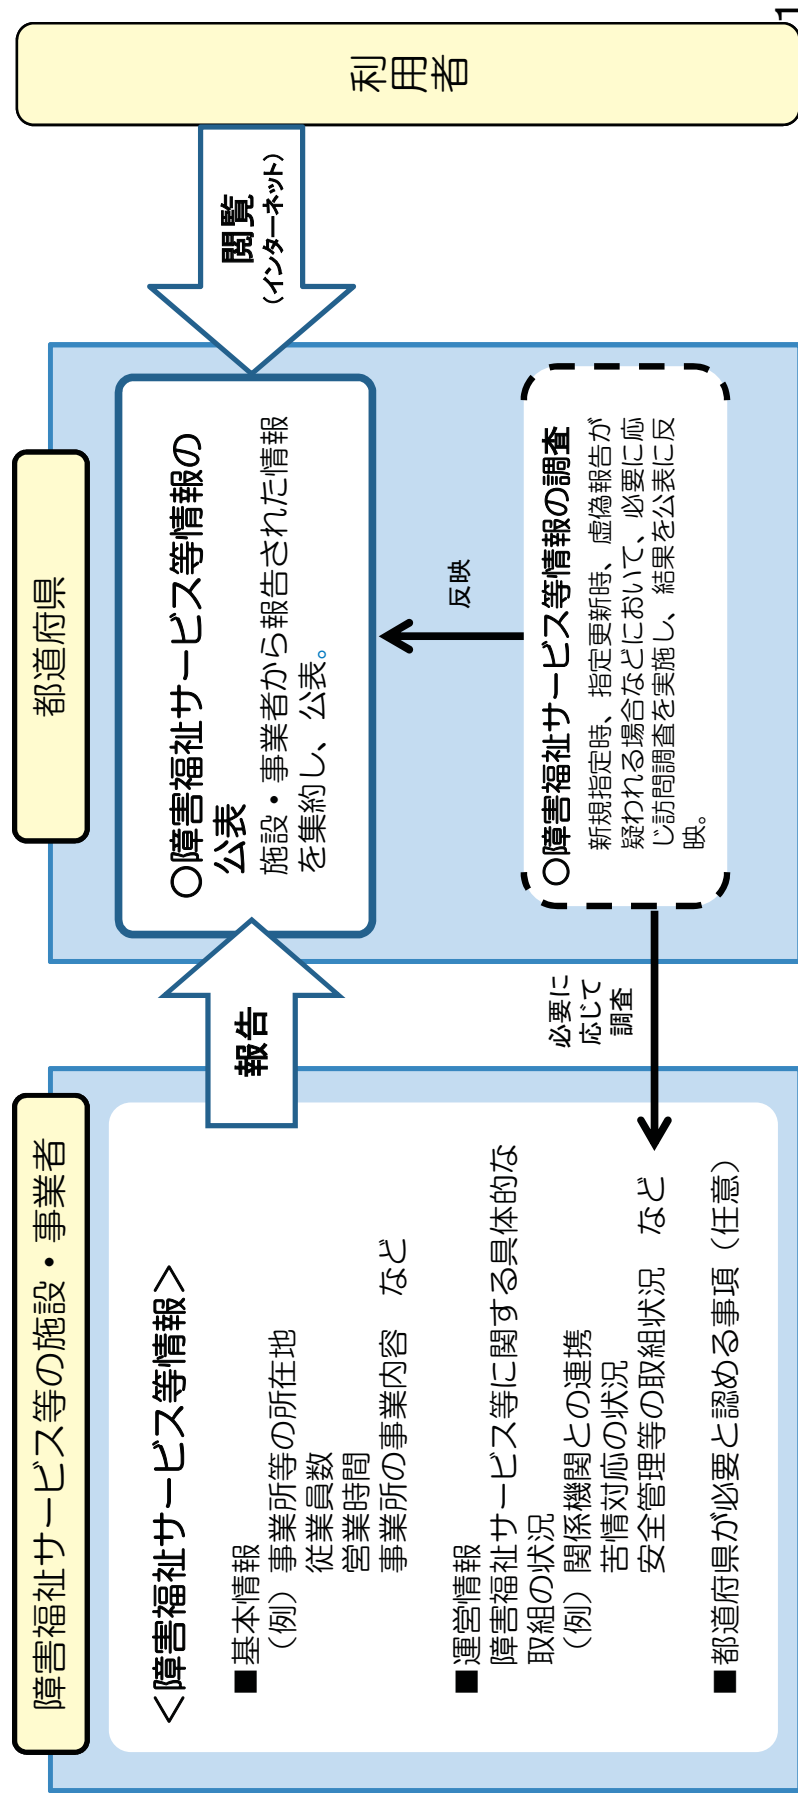 障害福祉サービス等の施設・事業者
＜障害福祉サービス等情報＞
■基本情報
（例）事業所等の所在地
従業員数
営業時間
事業所の事業内容　など
■運営情報
障害福祉サービス等に関する具体的な
取組の状況
（例）関係機関との連携
苦情対応の状況
安全管理等の取組状況　など
■都道府県が必要と認める事項（任意）
報告
必要に
応じて
調査
都道府県
○障害福祉サービス等情報の
公表
施設・事業者から報告された情報
を集約し、公表。
反映
○障害福祉サービス等情報の調査
新規指定時、指定更新時、虚偽報告が
疑われる場合などにおいて、必要に応
じ訪問調査を実施し、結果を公表に反
映。
閲覧
（インターネット）
利用者
1